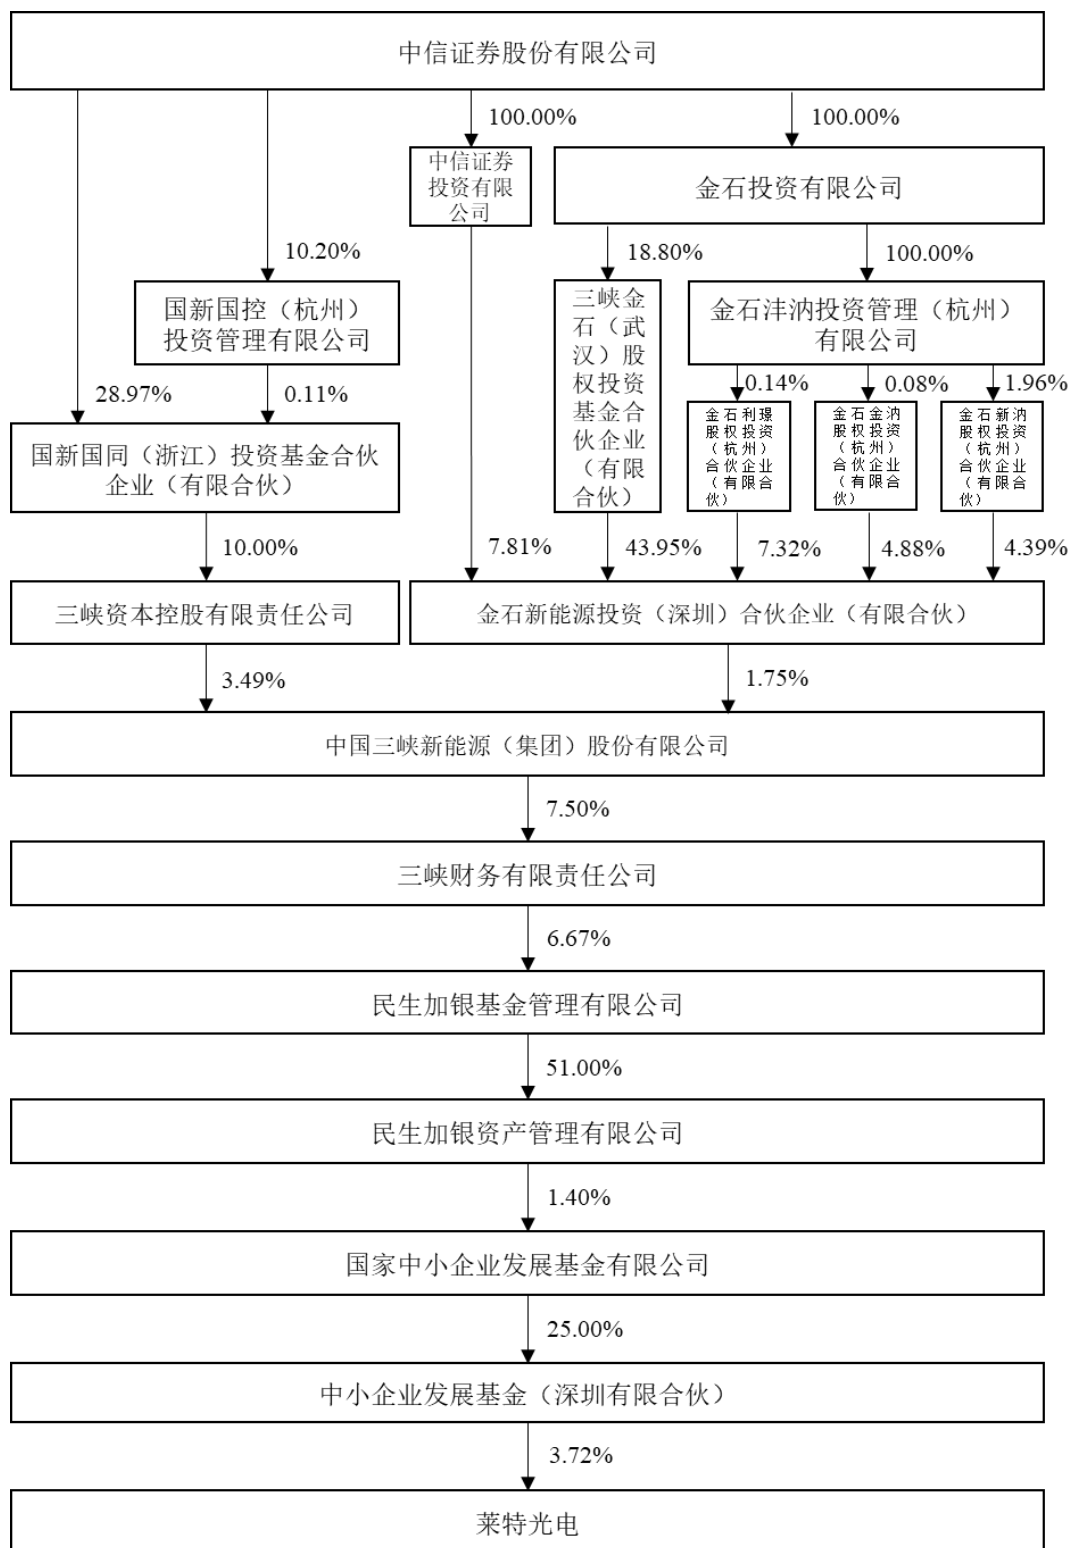 中信证券股份有限公司
100.00%
100.00%
中信证券
投资有限
公司
金石投资有限公司
10.20%
18.80%
100.00%
国新国控（杭州）
投资管理有限公司
三峡金
石（武
汉）股
权投资
基金合
伙企业
（有限
合伙）
金石沣汭投资管理（杭州）
有限公司
28.97%
0.11%
0.14%
0.08%
1.96%
国新国同（浙江）投资基金合伙
企业（有限合伙）
金石利璟
股权投资
（杭州）
合伙企业
（有限合
伙）
金石金汭
股权投资
（杭州）
合伙企业
（有限合
伙）
金石新汭
股权投资
（杭州）
合伙企业
（有限合
伙）
10.00%
7.81%
43.95%
7.32%
4.88%
4.39%
三峡资本控股有限责任公司
金石新能源投资（深圳）合伙企业（有限合伙）
3.49%
1.75%
中国三峡新能源（集团）股份有限公司
7.50%
三峡财务有限责任公司
6.67%
民生加银基金管理有限公司
51.00%
民生加银资产管理有限公司
1.40%
国家中小企业发展基金有限公司
25.00%
中小企业发展基金（深圳有限合伙）
3.72%
莱特光电